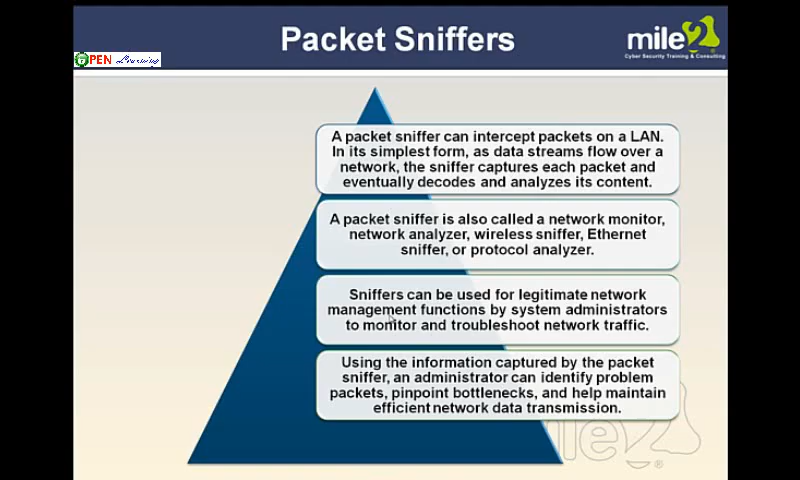 Packet Sniffers
mile2
Cyber Security Training & Consulting
OPEN Learning
A packet sniffer can intercept packets on a LAN.
In its simplest form, as data streams flow over a
network, the sniffer captures each packet and
eventually decodes and analyzes its content.
A packet sniffer is also called a network monitor,
network analyzer, wireless sniffer, Ethernet
sniffer, or protocol analyzer.
Sniffers can be used for legitimate network
management functions by system administrators
to monitor and troubleshoot network traffic.
Using the information captured by the packet
sniffer, an administrator can identify problem
packets, pinpoint bottlenecks, and help maintain
efficient network data transmission.
ile2
®